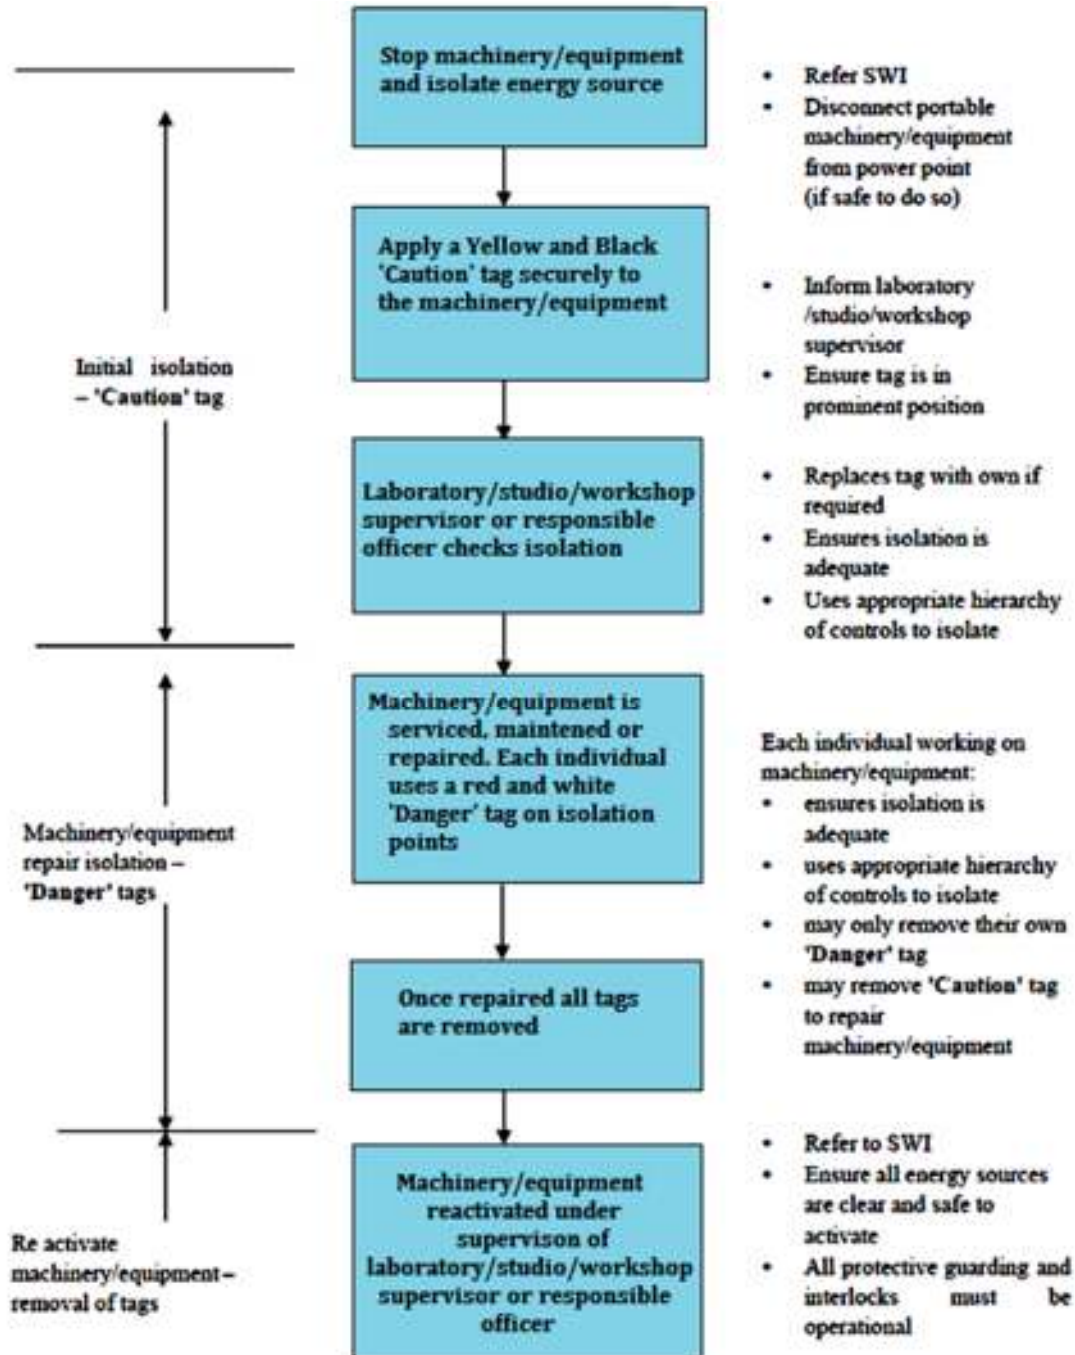 Stop machinery/equipment
and isolate energy source
• Refer SWI
• Disconnect portable
machinery/equipment
from power point
(if safe to do so)
Apply a Yellow and Black
'Caution' tag securely to
the machinery/equipment
• Inform laboratory
/studio/workshop
supervisor
• Ensure tag is in
prominent position
Initial isolation
– 'Caution' tag
Laboratory/studio/workshop
supervisor or responsible
officer checks isolation
• Replaces tag with own if
required
• Ensures isolation is
adequate
• Uses appropriate hierarchy
of controls to isolate
Machinery/equipment is
serviced, maintened or
repaired. Each individual
uses a red and white
'Danger' tag on isolation
points
Each individual working on
machinery/equipment:
• ensures isolation is
adequate
• uses appropriate hierarchy
of controls to isolate
• may only remove their own
'Danger' tag
• may remove 'Caution' tag
to repair
machinery/equipment
Machinery/equipment
repair isolation –
'Danger' tags
Once repaired all tags
are removed
Machinery/equipment
reactivated under
supervison of
laboratory/studio/workshop
supervisor or responsible
officer
• Refer to SWI
• Ensure all energy sources
are clear and safe to
activate
• All protective guarding and
interlocks must be
operational
Re activate
machinery/equipment –
removal of tags